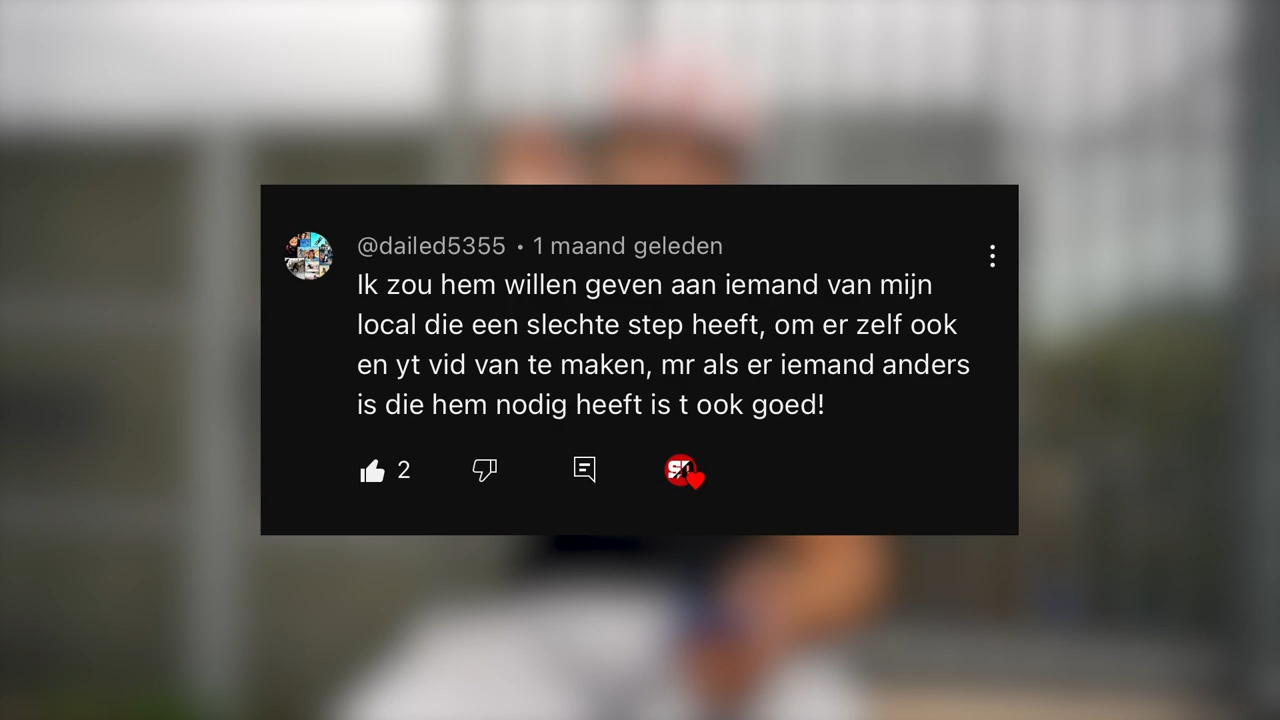 @dailed5355 • 1 maand geleden
Ik zou hem willen geven aan iemand van mijn
local die een slechte step heeft, om er zelf ook
en yt vid van te maken, mr als er iemand anders
is die hem nodig heeft is t ook goed!
2